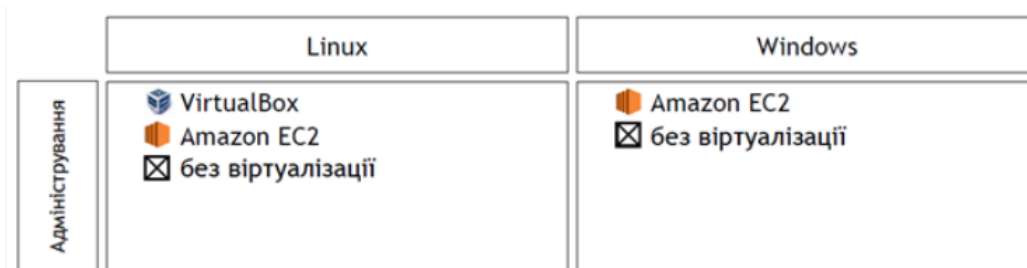 Linux
Windows
Адміністрування
VirtualBox
Amazon EC2
без віртуалізації
Amazon EC2
без віртуалізації